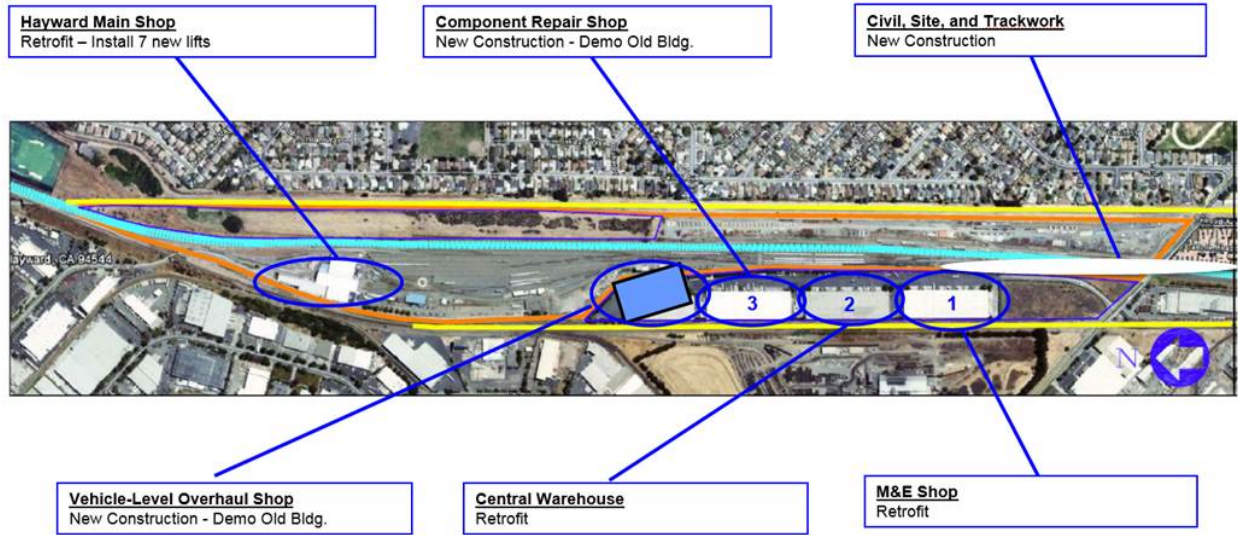 Hayward Main Shop
Retrofit – Install 7 new lifts
Component Repair Shop
New Construction - Demo Old Bldg.
Civil, Site, and Trackwork
New Construction
ayward, CA 94544
3
2
1
N
Vehicle-Level Overhaul Shop
New Construction - Demo Old Bldg.
Central Warehouse
Retrofit
M&E Shop
Retrofit